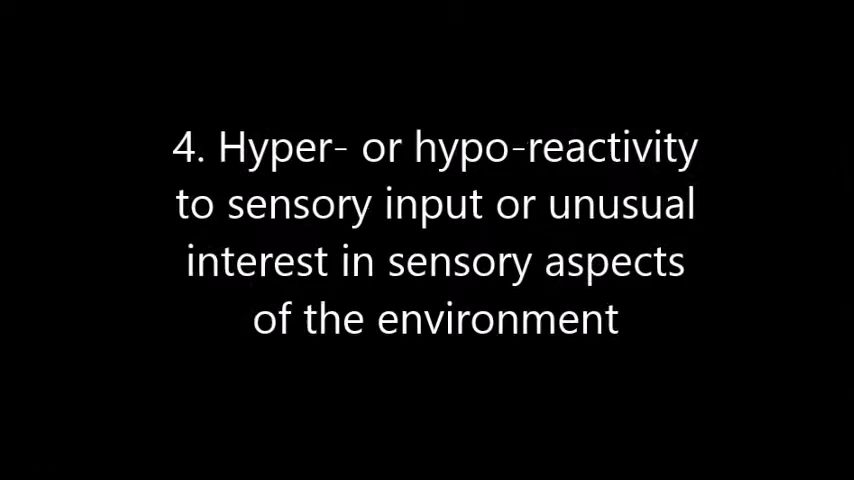 4. Hyper- or hypo-reactivity
to sensory input or unusual
interest in sensory aspects
of the environment